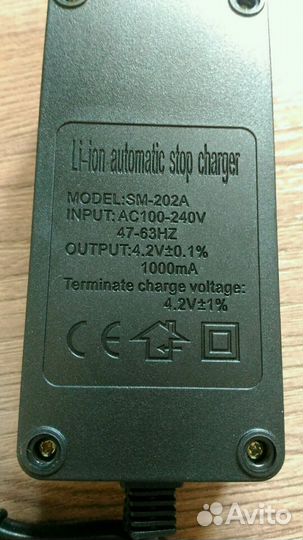 Li-ion automatic stop charger
MODEL:SM-202A
INPUT:AC100-240V
47-63HZ
OUTPUT:4.2V±0.1%
1000mA
Terminate charge voltage:
4.2V±1%
CE
Avito